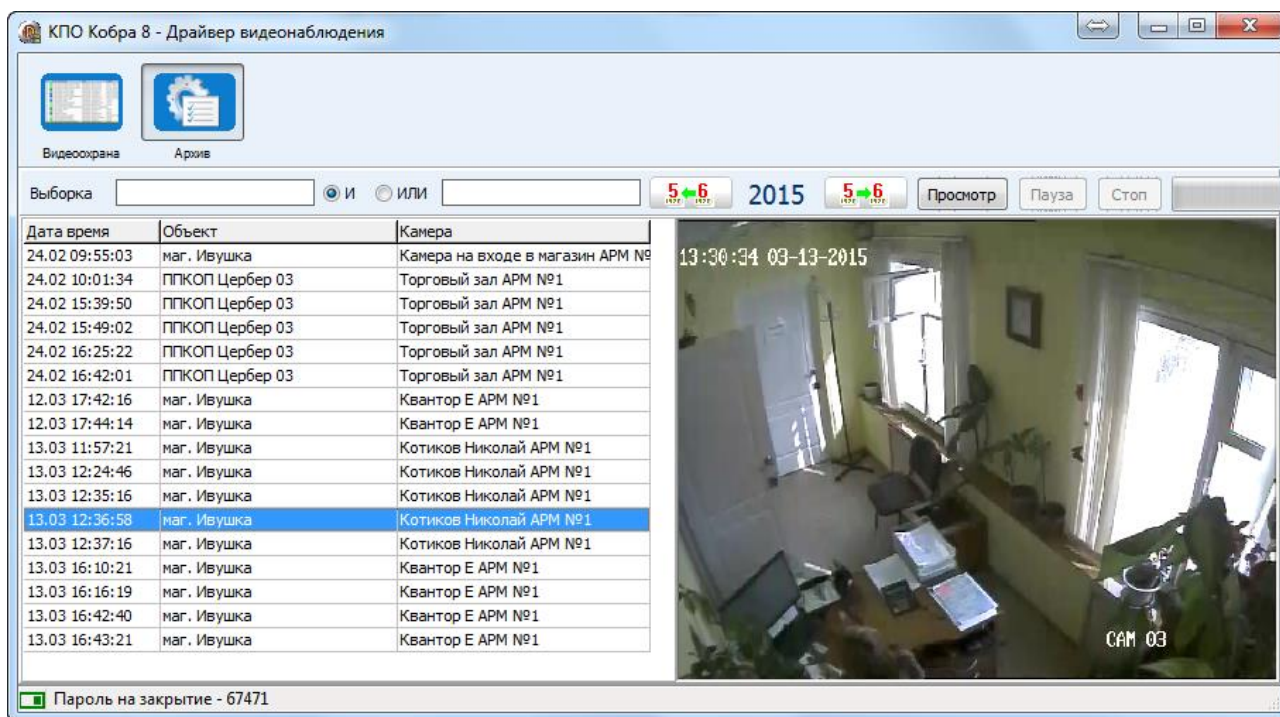 КПО Кобра 8 - Драйвер видеонаблюдения
Видеоохрана Архив
Выборка И ИЛИ 5 6 2015 5 6 Просмотр Пауза Стоп
Дата время Объект Камера
24.02 09:55:03 маг. Ивушка Камера на входе в магазин АРМ №
24.02 10:01:34 ППКОП Цербер 03 Торговый зал АРМ №1
24.02 15:39:50 ППКОП Цербер 03 Торговый зал АРМ №1
24.02 15:49:02 ППКОП Цербер 03 Торговый зал АРМ №1
24.02 16:25:22 ППКОП Цербер 03 Торговый зал АРМ №1
24.02 16:42:01 ППКОП Цербер 03 Торговый зал АРМ №1
12.03 17:42:16 маг. Ивушка Квантор Е АРМ №1
12.03 17:44:14 маг. Ивушка Квантор Е АРМ №1
13.03 11:57:21 маг. Ивушка Котиков Николай АРМ №1
13.03 12:24:46 маг. Ивушка Котиков Николай АРМ №1
13.03 12:35:16 маг. Ивушка Котиков Николай АРМ №1
13.03 12:36:58 маг. Ивушка Котиков Николай АРМ №1
13.03 12:37:16 маг. Ивушка Котиков Николай АРМ №1
13.03 16:10:21 маг. Ивушка Квантор Е АРМ №1
13.03 16:16:19 маг. Ивушка Квантор Е АРМ №1
13.03 16:42:40 маг. Ивушка Квантор Е АРМ №1
13.03 16:43:21 маг. Ивушка Квантор Е АРМ №1
13:30:34 03-13-2015
CAM 03
Пароль на закрытие - 67471